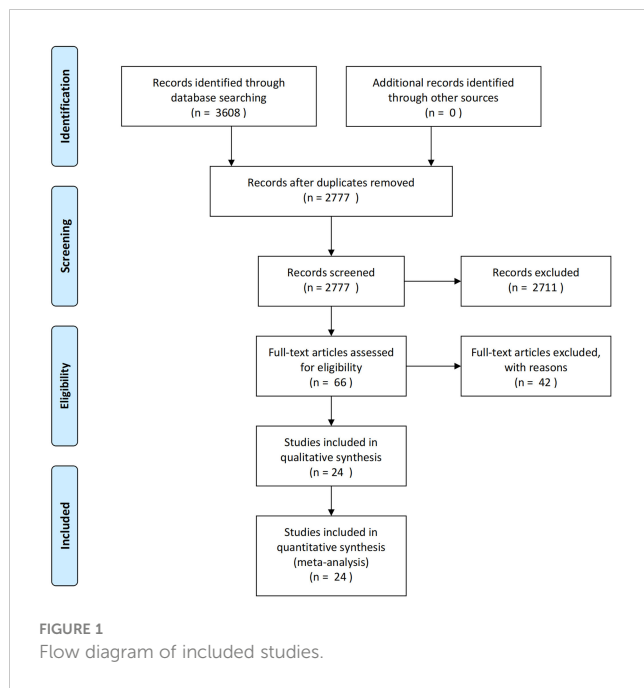 Identification
Records identified through
database searching
(n = 3608 )
Additional records identified
through other sources
(n = 0 )
Records after duplicates removed
(n = 2777 )
Screening
Records screened
(n = 2777 )
Records excluded
(n = 2711 )
Eligibility
Full-text articles assessed
for eligibility
(n = 66 )
Full-text articles excluded,
with reasons
(n = 42 )
Studies included in
qualitative synthesis
(n = 24 )
Included
Studies included in
quantitative synthesis
(meta-analysis)
(n = 24 )
FIGURE 1
Flow diagram of included studies.